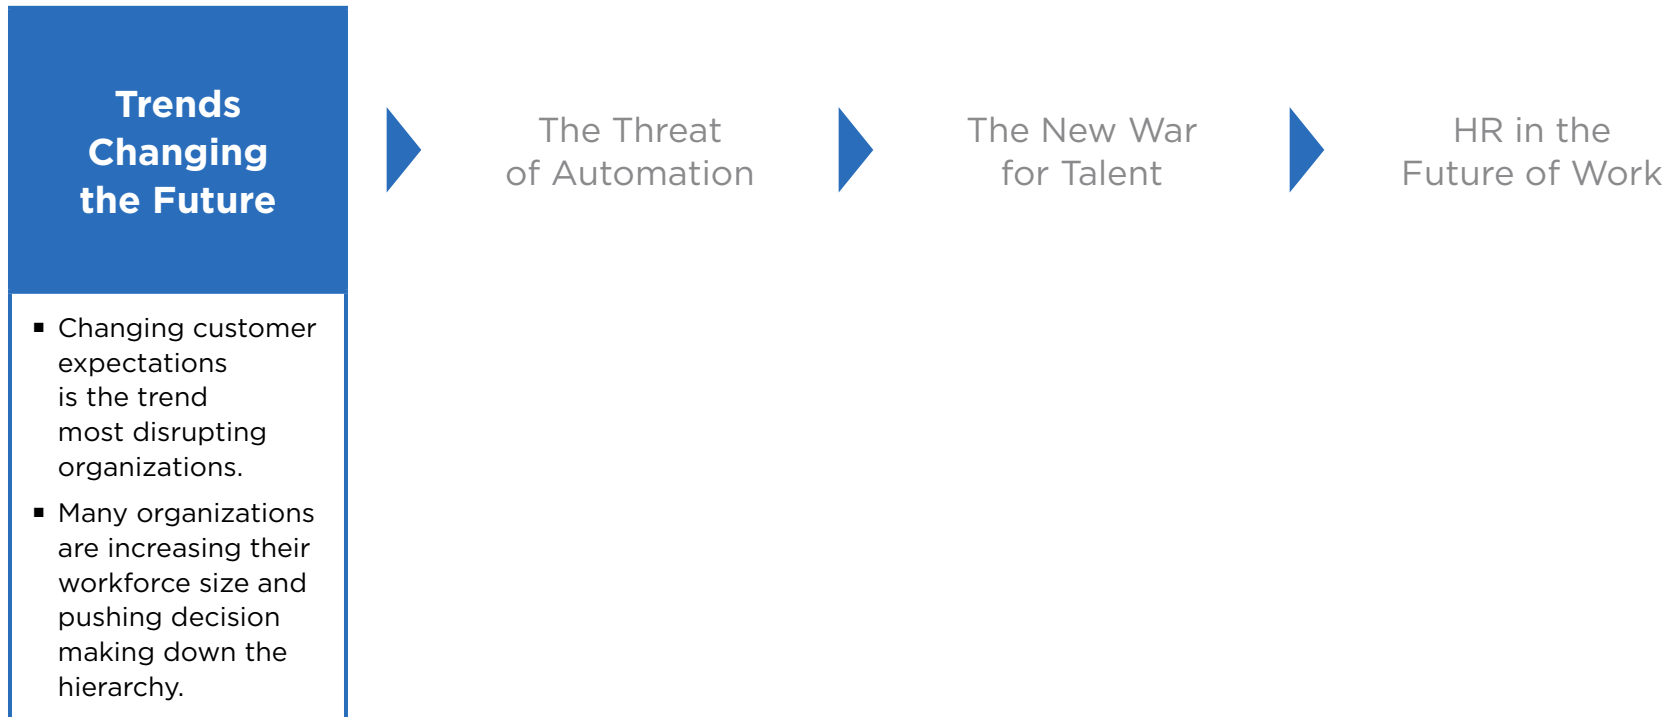 Trends
Changing
the Future
The Threat
of Automation
The New War
for Talent
HR in the
Future of Work
▪ Changing customer
expectations
is the trend
most disrupting
organizations.
▪ Many organizations
are increasing their
workforce size and
pushing decision
making down the
hierarchy.